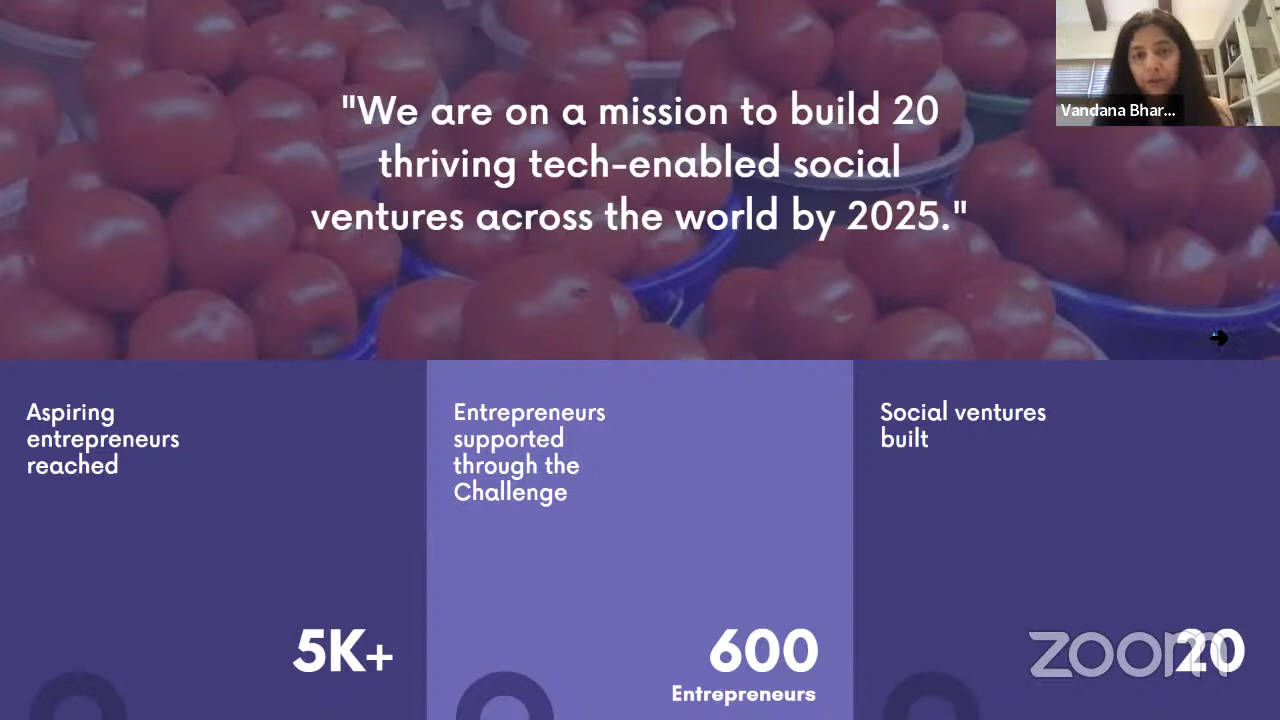 "We are on a mission to build 20
thriving tech-enabled social
ventures across the world by 2025."
Vandana Bhar...
Aspiring
entrepreneurs
reached
5K+
Entrepreneurs
supported
through the
Challenge
600
Entrepreneurs
Social ventures
built
20
zoom